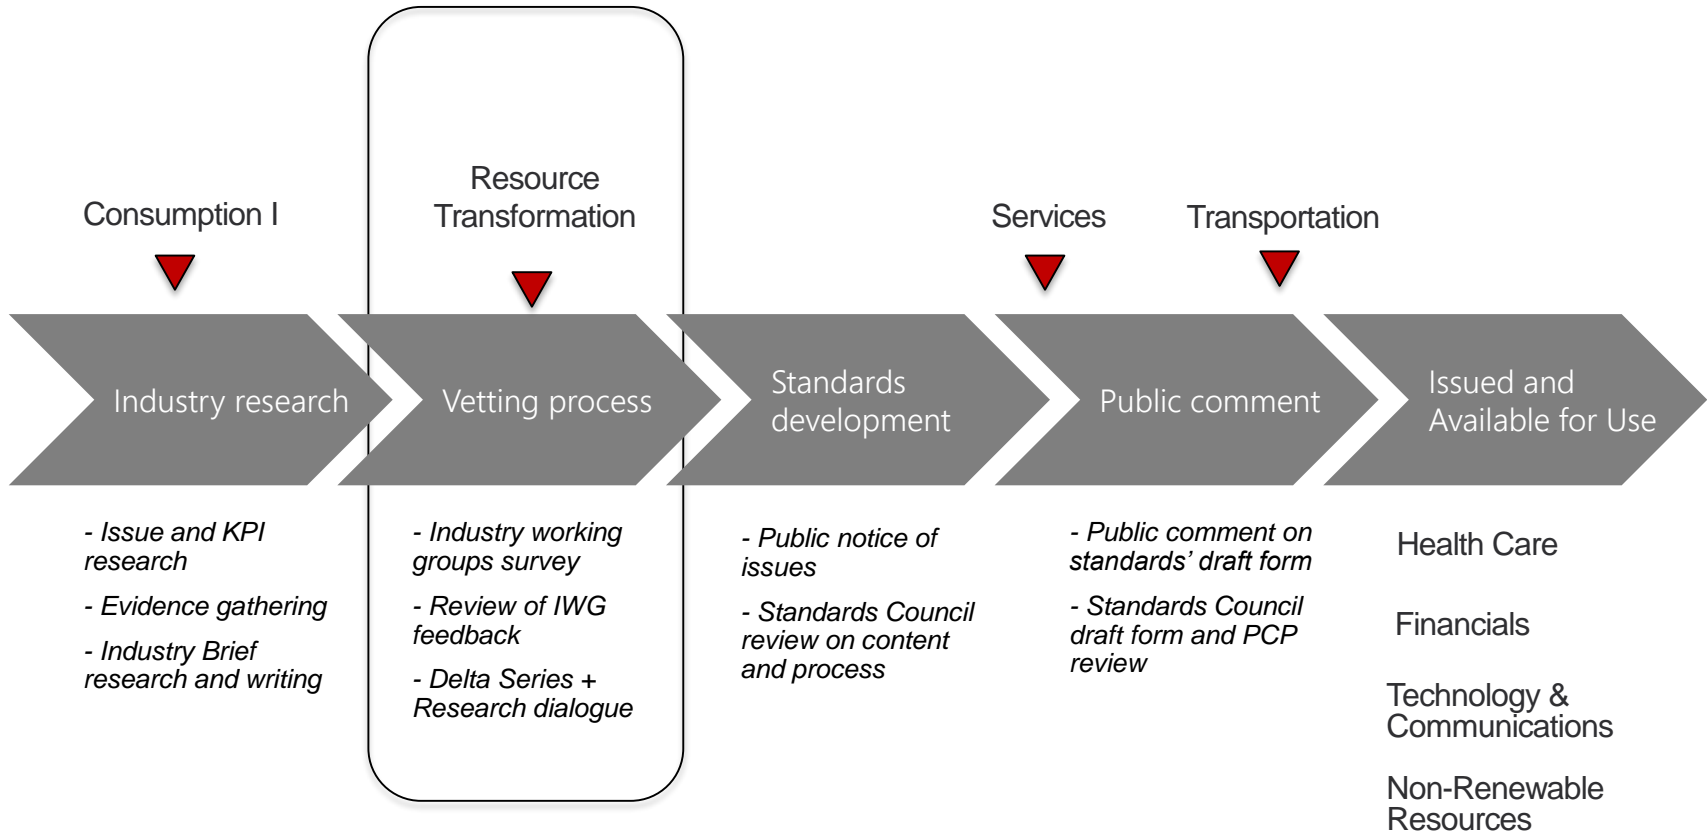 Consumption I
Resource
Transformation
Services
Transportation
Industry research
Vetting process
Standards
development
Public comment
Issued and
Available for Use
- Issue and KPI
research
- Evidence gathering
- Industry Brief
research and writing
- Industry working
groups survey
- Review of IWG
feedback
- Delta Series +
Research dialogue
- Public notice of
issues
- Standards Council
review on content
and process
- Public comment on
standards’ draft form
- Standards Council
draft form and PCP
review
Health Care
Financials
Technology &
Communications
Non-Renewable
Resources